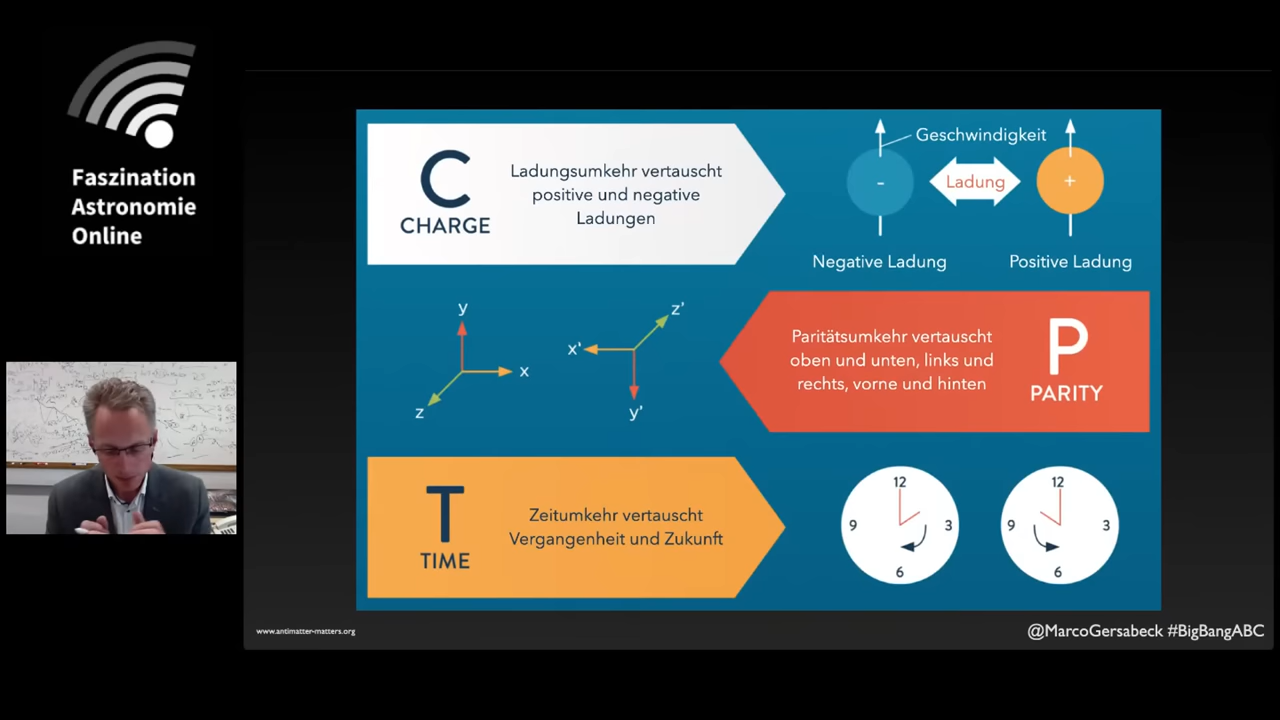 Faszination
Astronomie
Online
C
CHARGE
Ladungsumkehr vertauscht
positive und negative
Ladungen
Geschwindigkeit
-
Ladung
+
Negative Ladung
Positive Ladung
y
x
z
z'
x'
y'
Paritätsumkehr vertauscht
oben und unten, links und
rechts, vorne und hinten
P
PARITY
T
TIME
Zeitumkehr vertauscht
Vergangenheit und Zukunft
12
9
3
6
12
9
3
6
www.antimatter-matters.org
@MarcoGersabeck #BigBangABC